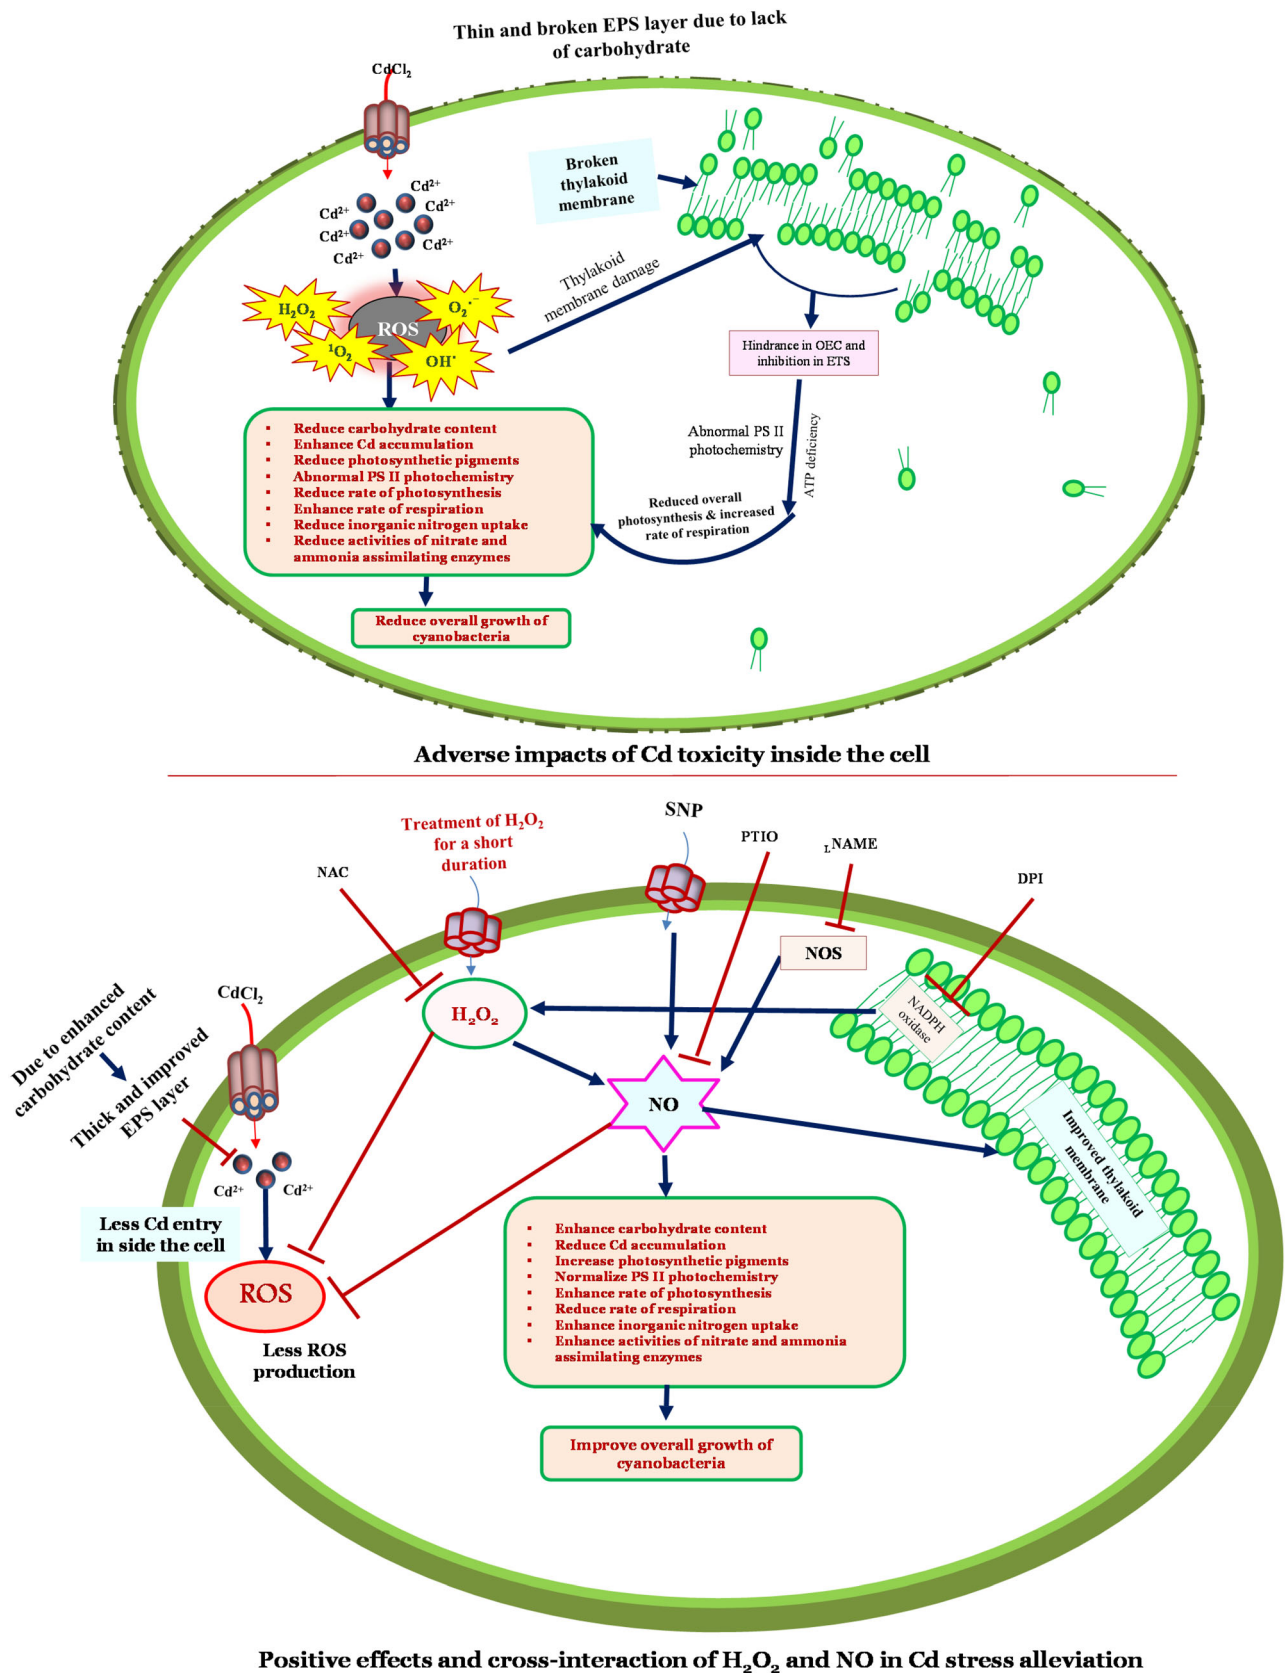 Thin and broken EPS layer due to lack
of carbohydrate
CdCl₂
Broken
thylakoid
membrane
Cd²⁺
Cd²⁺
Cd²⁺
Cd²⁺
Cd²⁺
Cd²⁺
Thylakoid
membrane damage
H₂O₂
O₂˙⁻
ROS
¹O₂
OH˙
Hindrance in OEC and
inhibition in ETS
Abnormal PS II
photochemistry
ATP deficiency
Reduced overall
photosynthesis & increased
rate of respiration
▪ Reduce carbohydrate content
▪ Enhance Cd accumulation
▪ Reduce photosynthetic pigments
▪ Abnormal PS II photochemistry
▪ Reduce rate of photosynthesis
▪ Enhance rate of respiration
▪ Reduce inorganic nitrogen uptake
▪ Reduce activities of nitrate and
ammonia assimilating enzymes
Reduce overall growth of
cyanobacteria
Adverse impacts of Cd toxicity inside the cell
Treatment of H₂O₂
for a short
duration
SNP
PTIO
LNAME
NAC
DPI
NOS
CdCl₂
H₂O₂
NADPH
oxidase
Due to enhanced
carbohydrate content
Thick and improved
EPS layer
NO
Improved thylakoid
membrane
Cd²⁺
Cd²⁺
Less Cd entry
in side the cell
ROS
Less ROS
production
▪ Enhance carbohydrate content
▪ Reduce Cd accumulation
▪ Increase photosynthetic pigments
▪ Normalize PS II photochemistry
▪ Enhance rate of photosynthesis
▪ Reduce rate of respiration
▪ Enhance inorganic nitrogen uptake
▪ Enhance activities of nitrate and ammonia
assimilating enzymes
Improve overall growth of
cyanobacteria
Positive effects and cross-interaction of H₂O₂ and NO in Cd stress alleviation